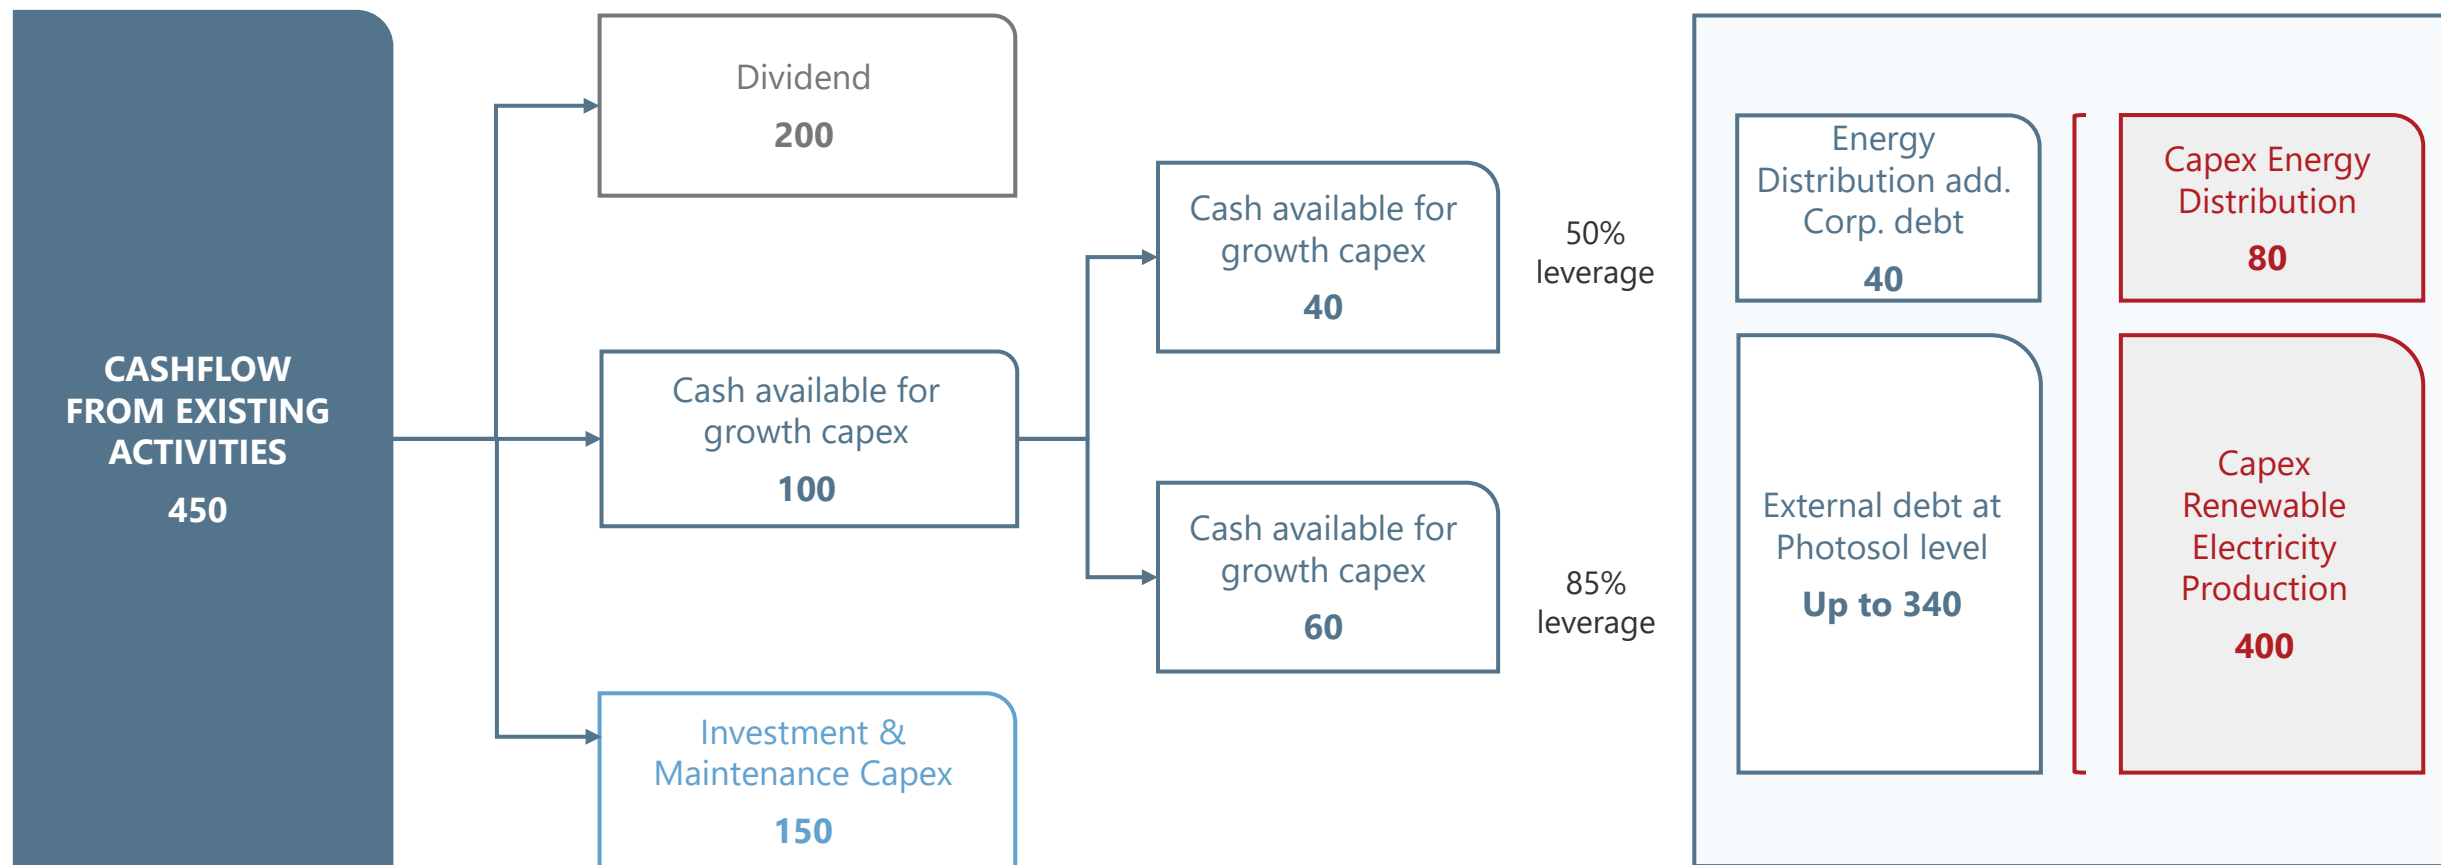 CASHFLOW
FROM EXISTING
ACTIVITIES
450
Dividend
200
Cash available for
growth capex
100
Investment &
Maintenance Capex
150
Cash available for
growth capex
40
Cash available for
growth capex
60
50%
leverage
85%
leverage
Energy
Distribution add.
Corp. debt
40
External debt at
Photosol level
Up to 340
Capex Energy
Distribution
80
Capex
Renewable
Electricity
Production
400